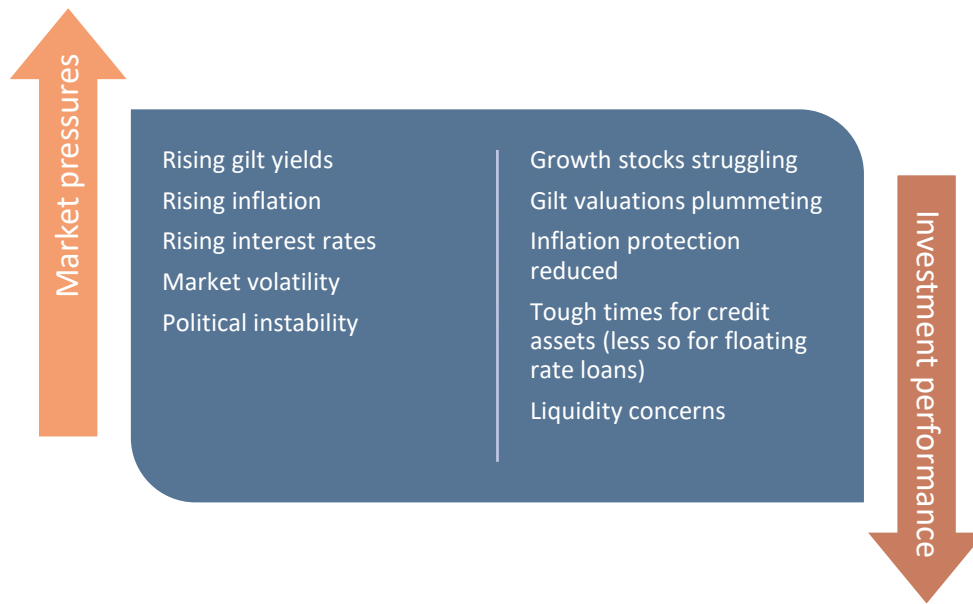 Market pressures
Rising gilt yields
Rising inflation
Rising interest rates
Market volatility
Political instability
Growth stocks struggling
Gilt valuations plummeting
Inflation protection
reduced
Tough times for credit
assets (less so for floating
rate loans)
Liquidity concerns
Investment performance